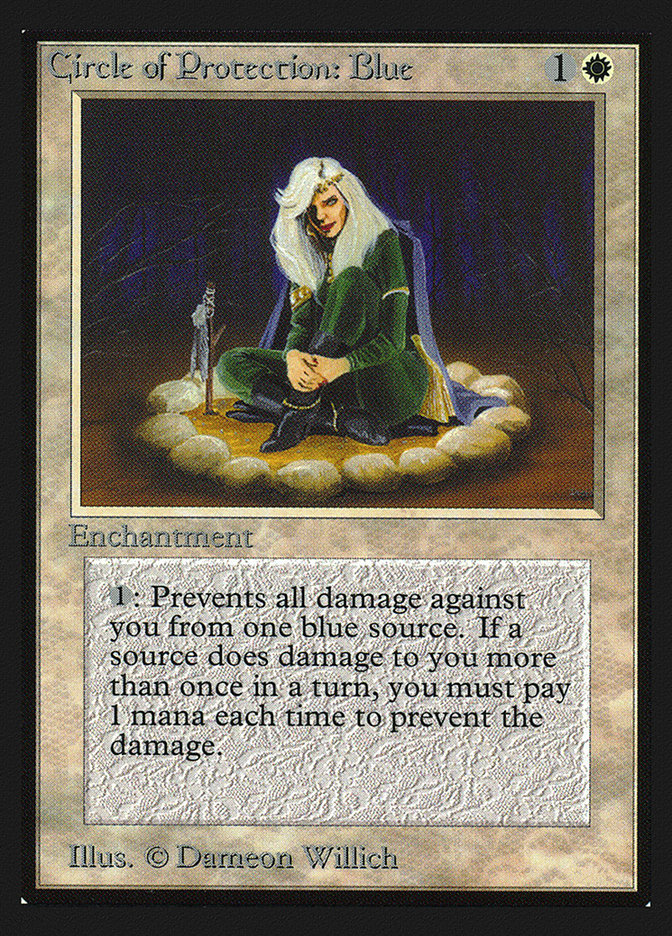 Circle of Protection: Blue 1
Enchantment
1: Prevents all damage against
you from one blue source. If a
source does damage to you more
than once in a turn, you must pay
1 mana each time to prevent the
damage.
Illus. © Dameon Willich